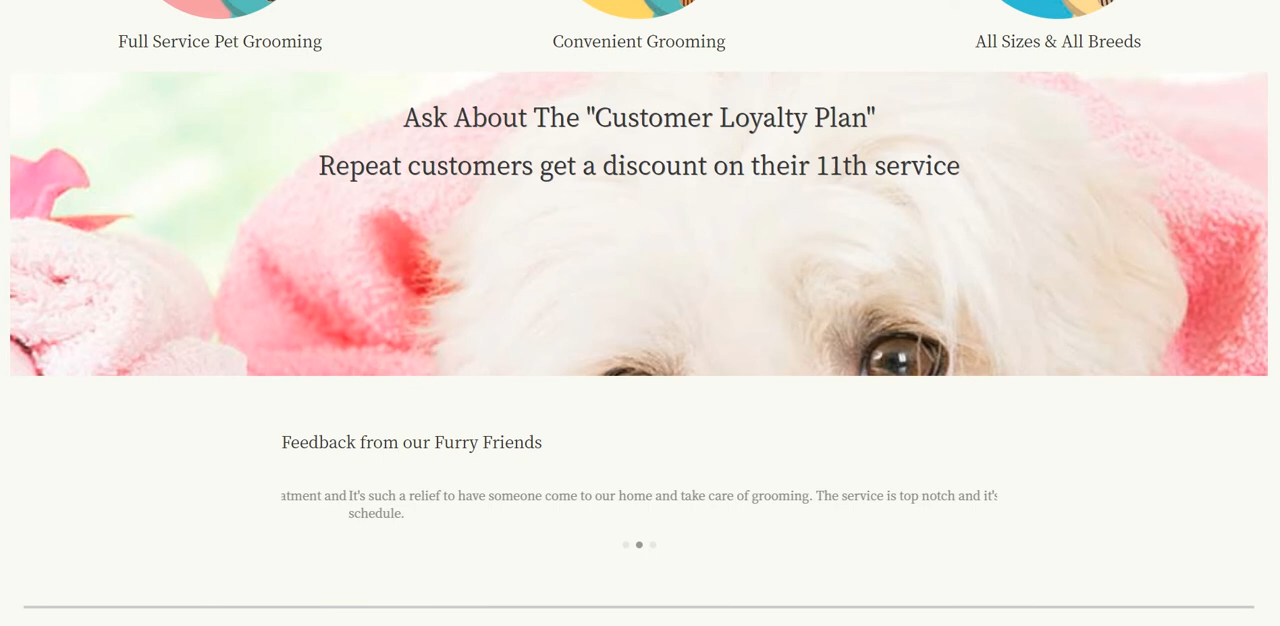 Full Service Pet Grooming
Convenient Grooming
All Sizes & All Breeds
Ask About The "Customer Loyalty Plan"
Repeat customers get a discount on their 11th service
Feedback from our Furry Friends
atment and It's such a relief to have someone come to our home and take care of grooming. The service is top notch and it's
schedule.